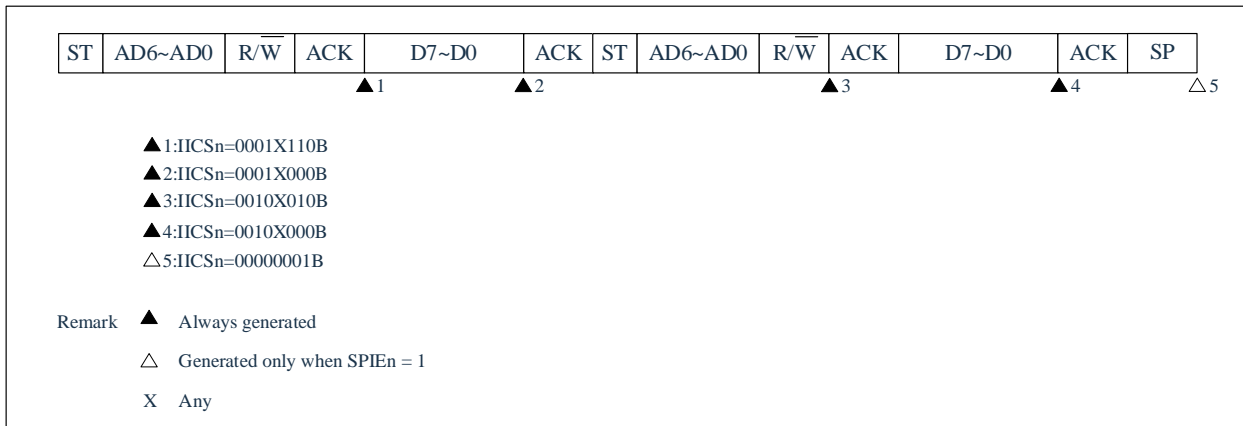 ST AD6~AD0 R/W ACK D7~D0 ACK ST AD6~AD0 R/W ACK D7~D0 ACK SP
▲1 ▲2 ▲3 ▲4 △5
▲1:IICSn=0001X110B
▲2:IICSn=0001X000B
▲3:IICSn=0010X010B
▲4:IICSn=0010X000B
△5:IICSn=00000001B
Remark ▲ Always generated
△ Generated only when SPIEn = 1
X Any